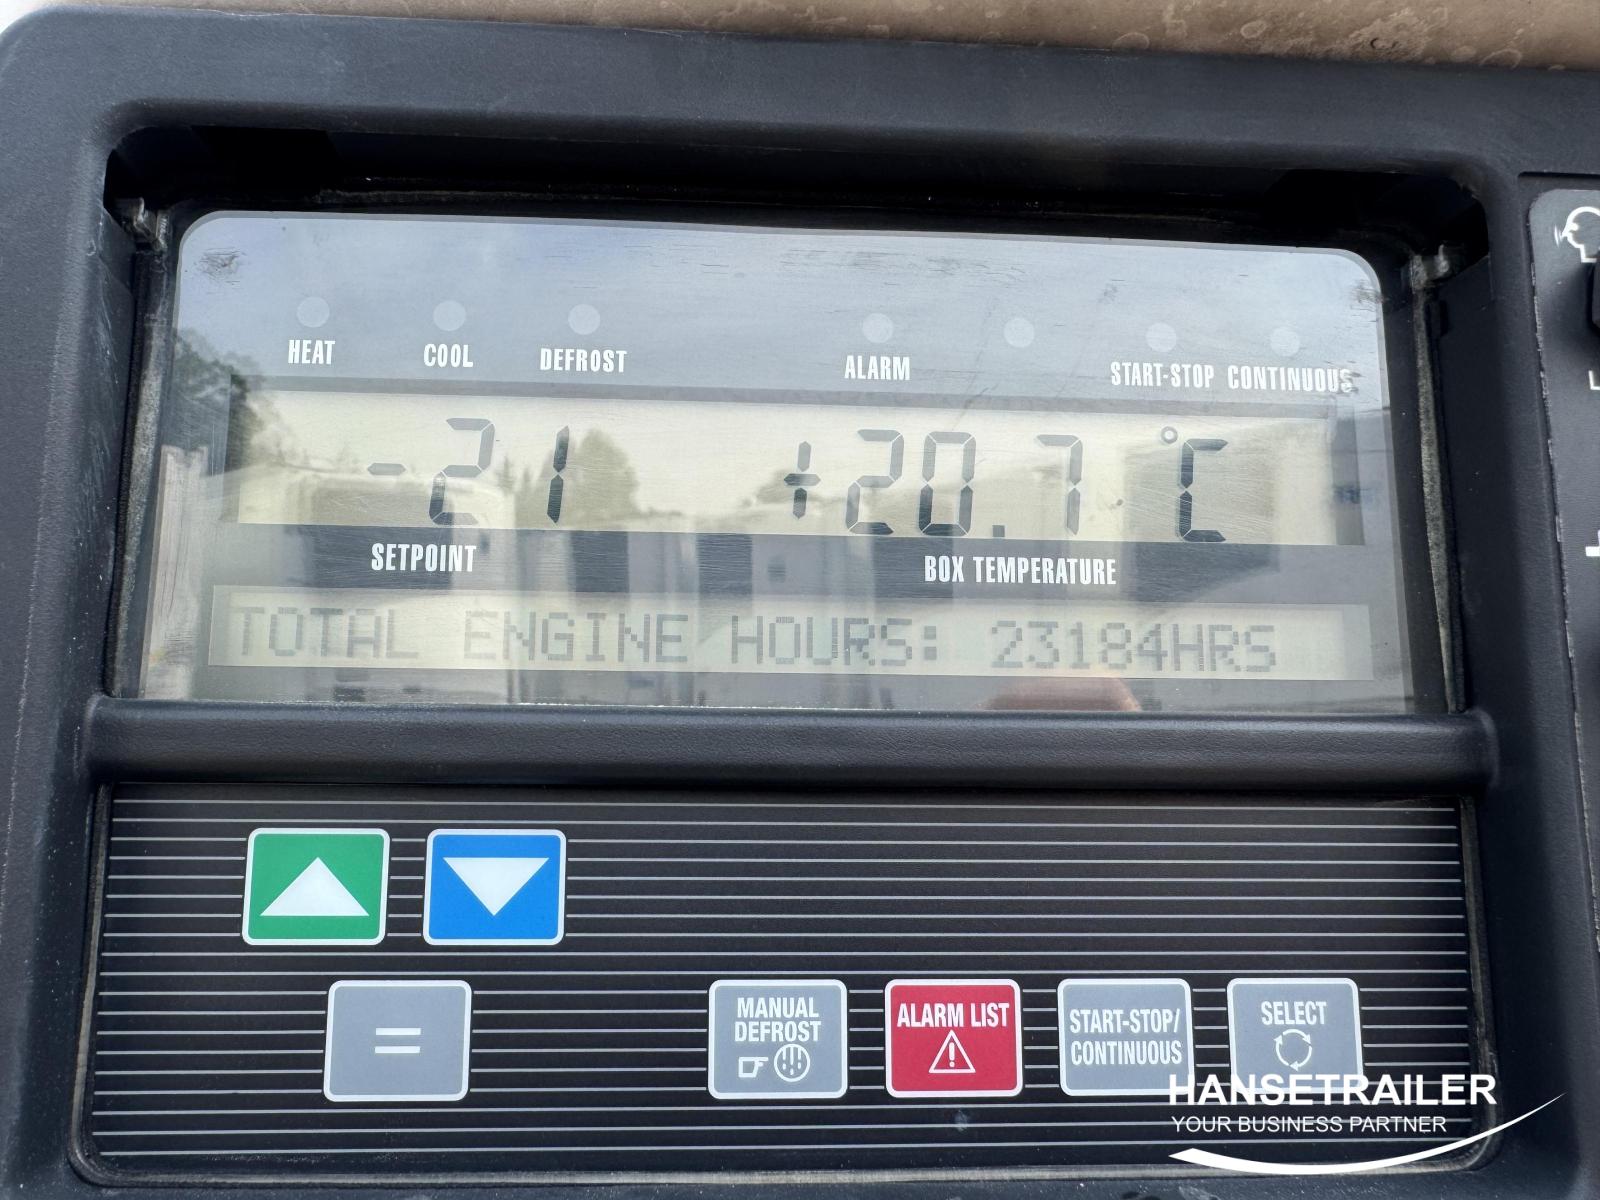 HEAT COOL DEFROST ALARM START-STOP CONTINUOUS
-21 +20.7 °C
SETPOINT BOX TEMPERATURE
TOTAL ENGINE HOURS: 23184HRS
=
MANUAL DEFROST
ALARM LIST
!
START-STOP/
CONTINUOUS
SELECT
HANSETRAILER
YOUR BUSINESS PARTNER